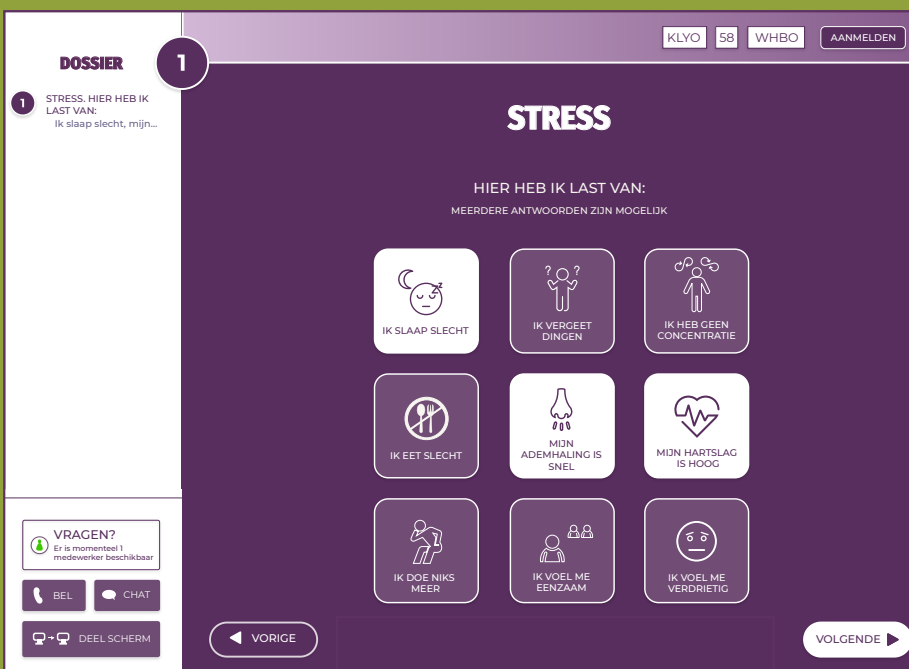 KLYO 58 WHBO AANMELDEN
DOSSIER
1
1
STRESS. HIER HEB IK
LAST VAN:
Ik slaap slecht, mijn...
STRESS
HIER HEB IK LAST VAN:
MEERDERE ANTWOORDEN ZIJN MOGELIJK
IK SLAAP SLECHT
IK VERGEET
DINGEN
IK HEB GEEN
CONCENTRATIE
IK EET SLECHT
MIJN
ADEMHALING IS
SNEL
MIJN HARTSLAG
IS HOOG
IK DOE NIKS
MEER
IK VOEL ME
EENZAAM
IK VOEL ME
VERDRIETIG
VRAGEN?
Er is momenteel 1
medewerker beschikbaar
BEL
CHAT
DEEL SCHERM
VORIGE
VOLGENDE